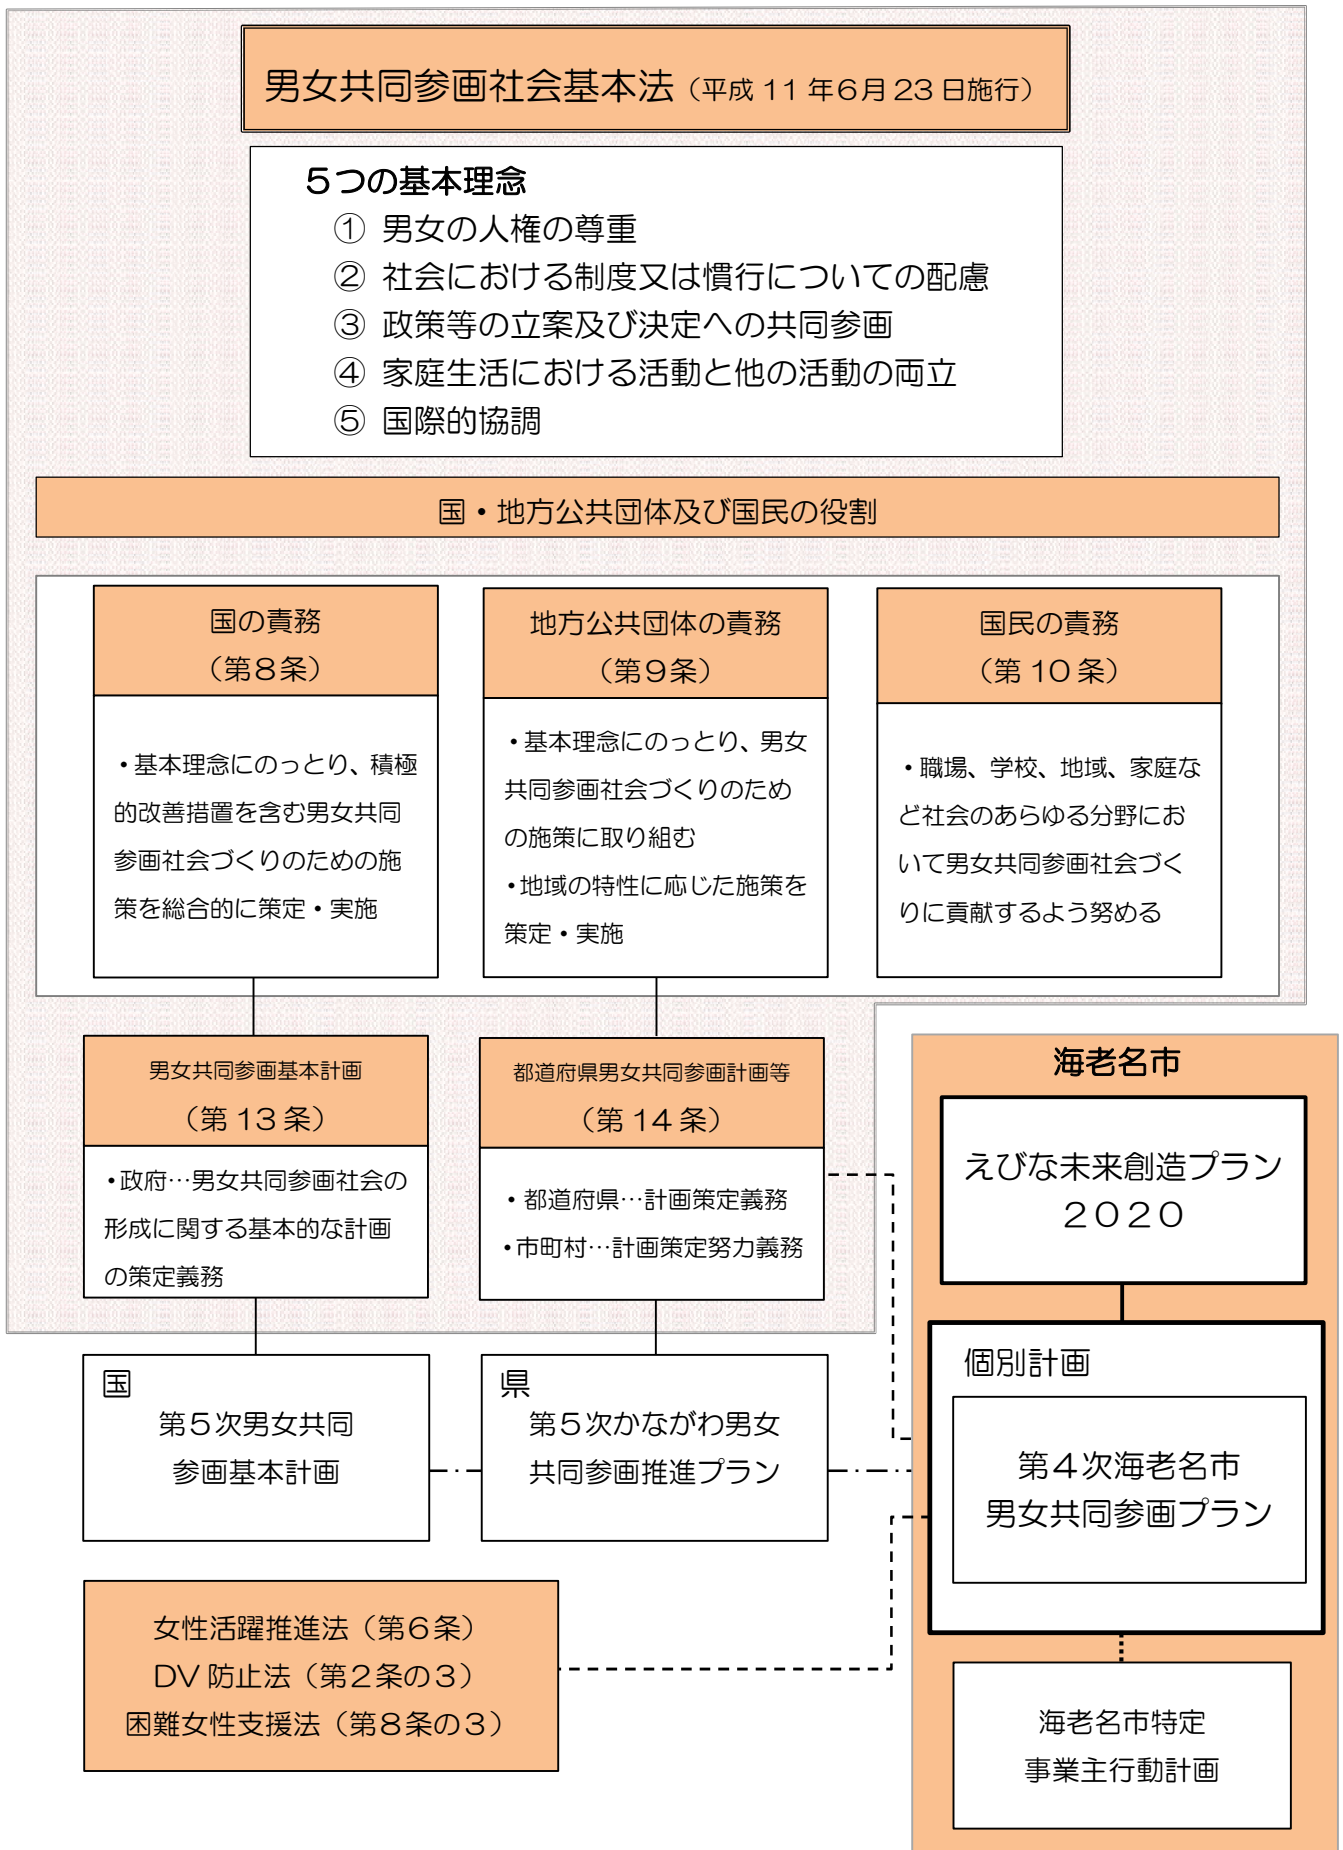 男女共同参画社会基本法（平成11年6月23日施行）
５つの基本理念
① 男女の人権の尊重
② 社会における制度又は慣行についての配慮
③ 政策等の立案及び決定への共同参画
④ 家庭生活における活動と他の活動の両立
⑤ 国際的協調
国・地方公共団体及び国民の役割
国の責務
（第８条）
・基本理念にのっとり、積極
的改善措置を含む男女共同
参画社会づくりのための施
策を総合的に策定・実施
地方公共団体の責務
（第９条）
・基本理念にのっとり、男女
共同参画社会づくりのため
の施策に取り組む
・地域の特性に応じた施策を
策定・実施
国民の責務
（第10条）
・職場、学校、地域、家庭な
ど社会のあらゆる分野にお
いて男女共同参画社会づく
りに貢献するよう努める
男女共同参画基本計画
（第13条）
・政府…男女共同参画社会の
形成に関する基本的な計画
の策定義務
都道府県男女共同参画計画等
（第14条）
・都道府県…計画策定義務
・市町村…計画策定努力義務
国
第５次男女共同
参画基本計画
県
第５次かながわ男女
共同参画推進プラン
女性活躍推進法（第６条）
DV防止法（第２条の３）
困難女性支援法（第８条の３）
海老名市
えびな未来創造プラン
２０２０
個別計画
第４次海老名市
男女共同参画プラン
海老名市特定
事業主行動計画